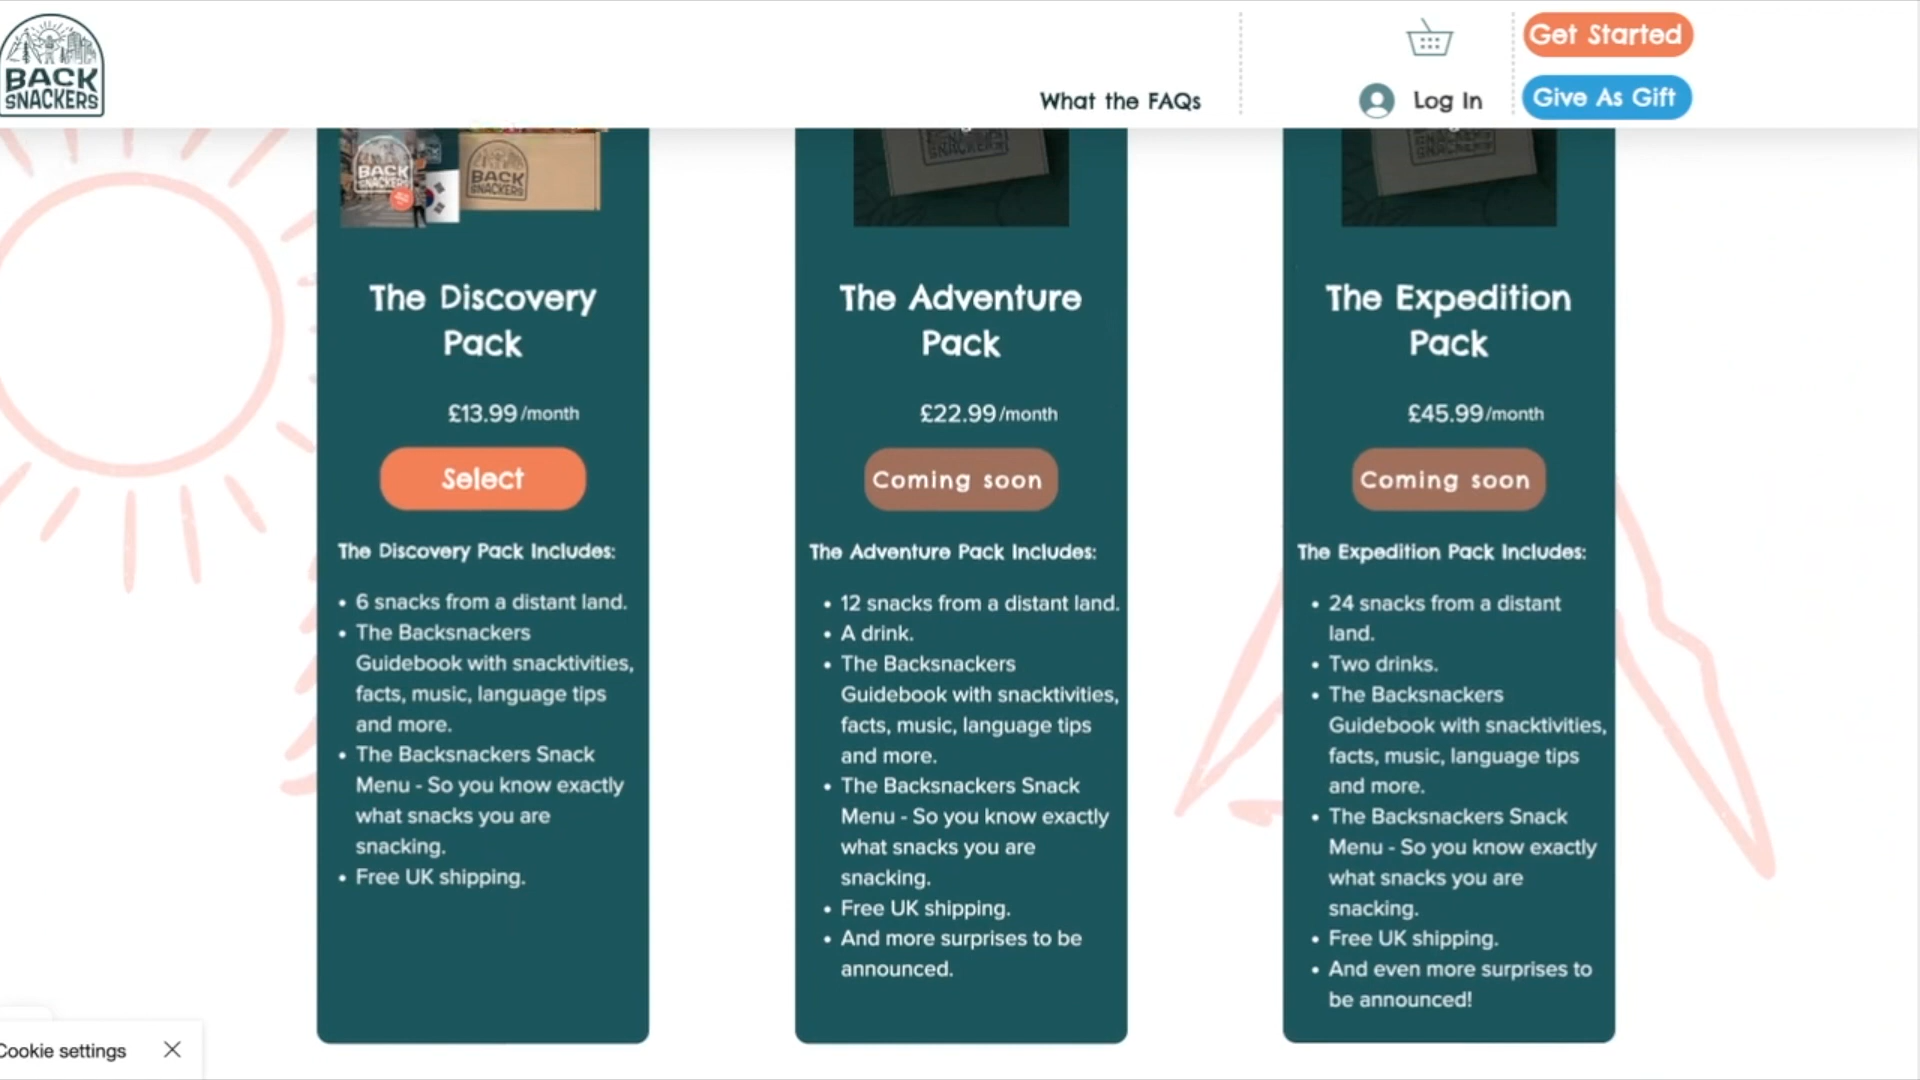 BACK
SNACKERS
What the FAQs
Log In
Get Started
Give As Gift
BACK
SNACKERS
BACK
SNACKERS
SNACKERS
SNACKERS
The Discovery
Pack
£13.99/month
Select
The Discovery Pack Includes:
• 6 snacks from a distant land.
• The Backsnackers
Guidebook with snacktivities,
facts, music, language tips
and more.
• The Backsnackers Snack
Menu - So you know exactly
what snacks you are
snacking.
• Free UK shipping.
The Adventure
Pack
£22.99/month
Coming soon
The Adventure Pack Includes:
• 12 snacks from a distant land.
• A drink.
• The Backsnackers
Guidebook with snacktivities,
facts, music, language tips
and more.
• The Backsnackers Snack
Menu - So you know exactly
what snacks you are
snacking.
• Free UK shipping.
• And more surprises to be
announced.
The Expedition
Pack
£45.99/month
Coming soon
The Expedition Pack Includes:
• 24 snacks from a distant
land.
• Two drinks.
• The Backsnackers
Guidebook with snacktivities,
facts, music, language tips
and more.
• The Backsnackers Snack
Menu - So you know exactly
what snacks you are
snacking.
• Free UK shipping.
• And even more surprises to
be announced!
Cookie settings